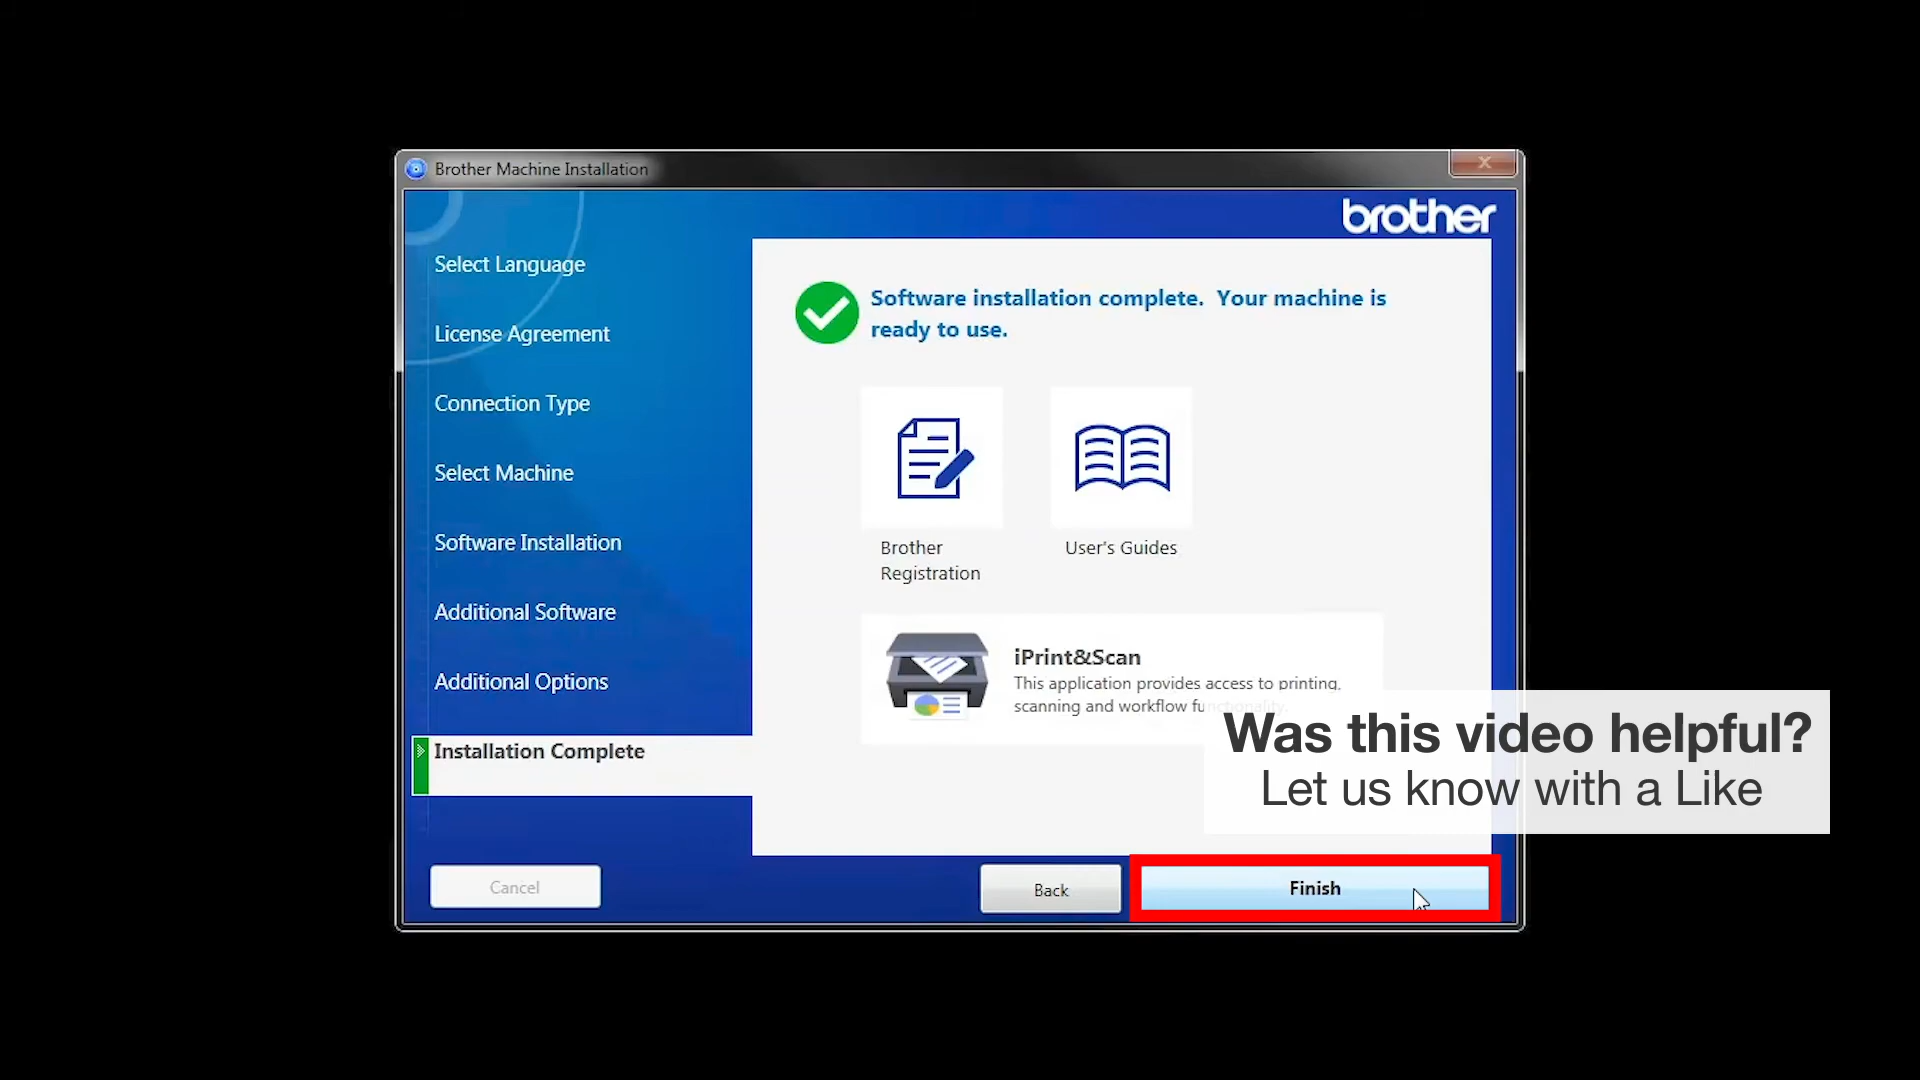 Brother Machine Installation
brother
Select Language
License Agreement
Connection Type
Select Machine
Software Installation
Additional Software
Additional Options
Installation Complete
Software installation complete. Your machine is
ready to use.
Brother
Registration
User's Guides
iPrint&Scan
This application provides access to printing,
scanning and workflow functionality.
Was this video helpful?
Let us know with a Like
Cancel
Back
Finish